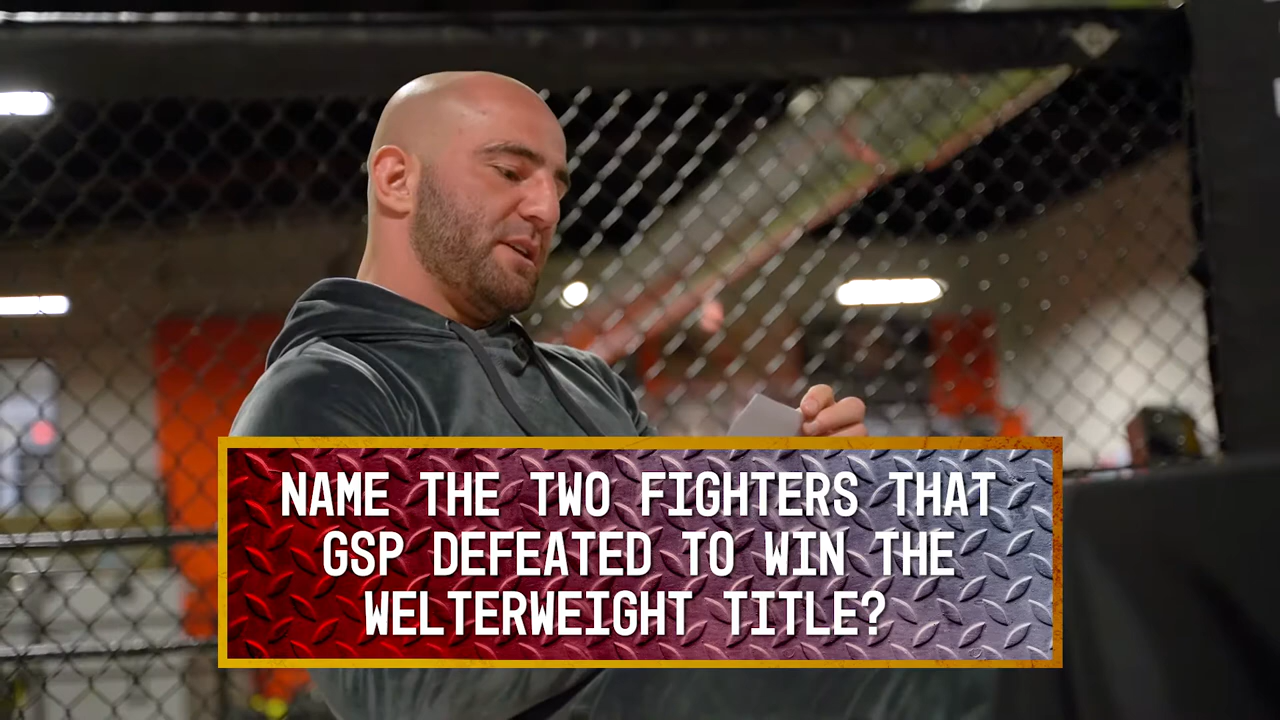 NAME THE TWO FIGHTERS THAT
GSP DEFEATED TO WIN THE
WELTERWEIGHT TITLE?